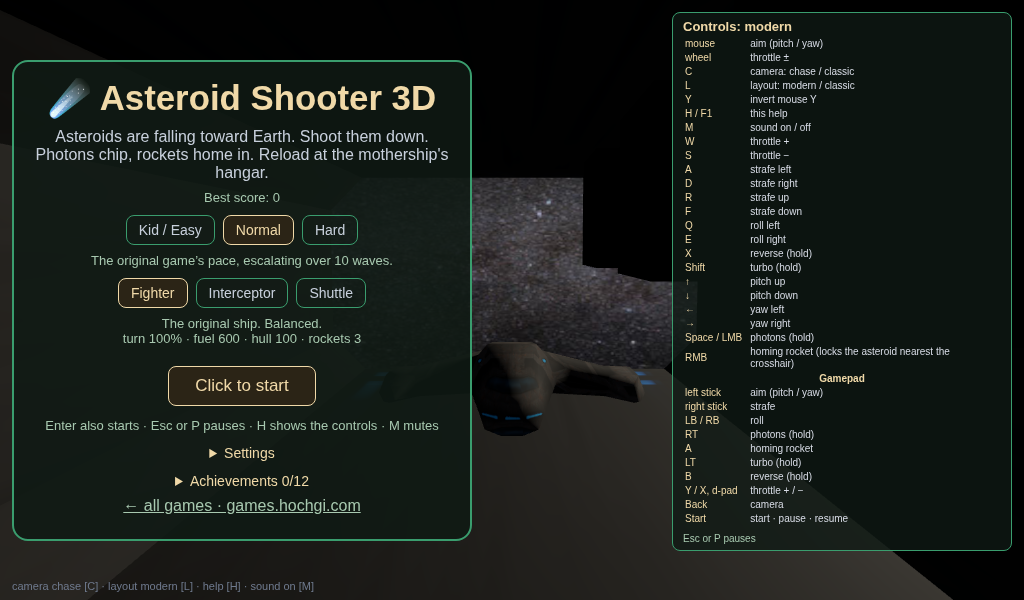 Asteroid Shooter 3D
Asteroids are falling toward Earth. Shoot them down.
Photons chip, rockets home in. Reload at the mothership's
hangar.
Best score: 0
Kid / Easy Normal Hard
The original game's pace, escalating over 10 waves.
Fighter Interceptor Shuttle
The original ship. Balanced.
turn 100% · fuel 600 · hull 100 · rockets 3
Click to start
Enter also starts · Esc or P pauses · H shows the controls · M mutes
▶ Settings
▶ Achievements 0/12
← all games · games.hochgi.com
camera chase [C] · layout modern [L] · help [H] · sound on [M]
Controls: modern
mouse aim (pitch / yaw)
wheel throttle ±
C camera: chase / classic
L layout: modern / classic
Y invert mouse Y
H / F1 this help
M sound on / off
W throttle +
S throttle −
A strafe left
D strafe right
R strafe up
F strafe down
Q roll left
E roll right
X reverse (hold)
Shift turbo (hold)
↑ pitch up
↓ pitch down
← yaw left
→ yaw right
Space / LMB photons (hold)
RMB homing rocket (locks the asteroid nearest the
crosshair)
Gamepad
left stick aim (pitch / yaw)
right stick strafe
LB / RB roll
RT photons (hold)
A homing rocket
LT turbo (hold)
B reverse (hold)
Y / X, d-pad throttle + / −
Back camera
Start start · pause · resume
Esc or P pauses